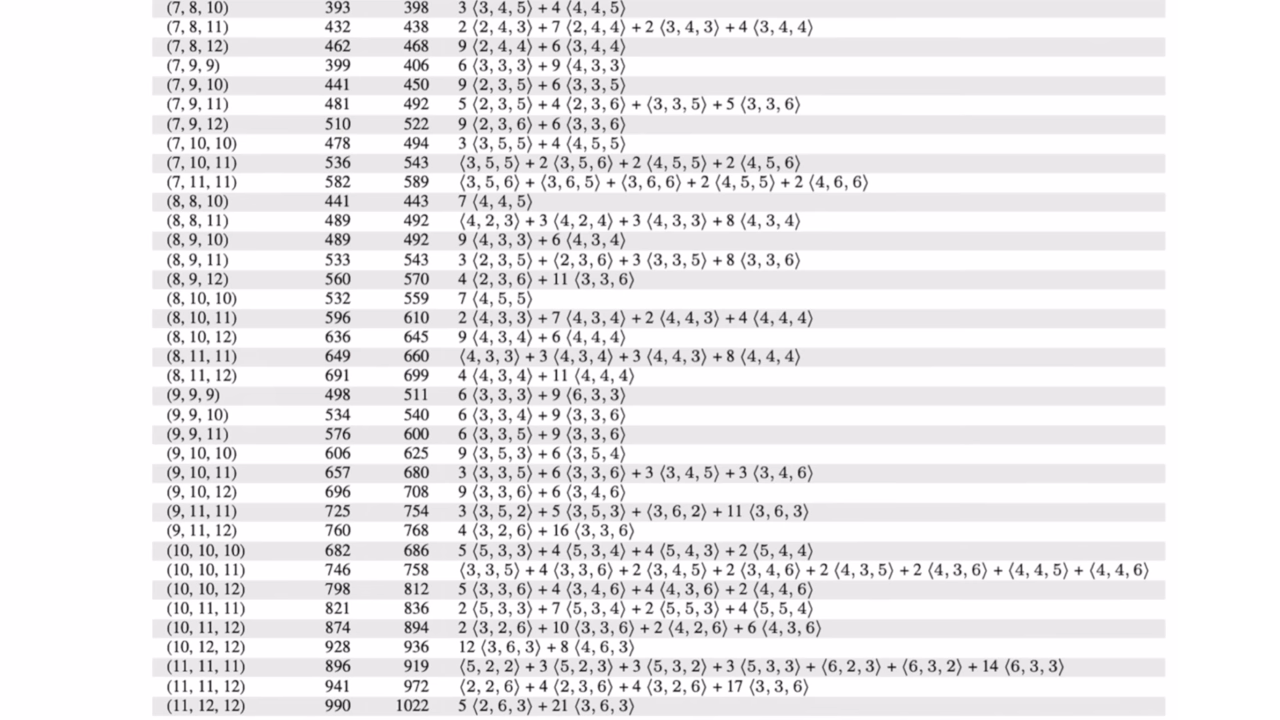 (7, 8, 10) 393 398 3 ⟨3, 4, 5⟩ + 4 ⟨4, 4, 5⟩
(7, 8, 11) 432 438 2 ⟨2, 4, 3⟩ + 7 ⟨2, 4, 4⟩ + 2 ⟨3, 4, 3⟩ + 4 ⟨3, 4, 4⟩
(7, 8, 12) 462 468 9 ⟨2, 4, 4⟩ + 6 ⟨3, 4, 4⟩
(7, 9, 9) 399 406 6 ⟨3, 3, 3⟩ + 9 ⟨4, 3, 3⟩
(7, 9, 10) 441 450 9 ⟨2, 3, 5⟩ + 6 ⟨3, 3, 5⟩
(7, 9, 11) 481 492 5 ⟨2, 3, 5⟩ + 4 ⟨2, 3, 6⟩ + ⟨3, 3, 5⟩ + 5 ⟨3, 3, 6⟩
(7, 9, 12) 510 522 9 ⟨2, 3, 6⟩ + 6 ⟨3, 3, 6⟩
(7, 10, 10) 478 494 3 ⟨3, 5, 5⟩ + 4 ⟨4, 5, 5⟩
(7, 10, 11) 536 543 ⟨3, 5, 5⟩ + 2 ⟨3, 5, 6⟩ + 2 ⟨4, 5, 5⟩ + 2 ⟨4, 5, 6⟩
(7, 11, 11) 582 589 ⟨3, 5, 6⟩ + ⟨3, 6, 5⟩ + ⟨3, 6, 6⟩ + 2 ⟨4, 5, 5⟩ + 2 ⟨4, 6, 6⟩
(8, 8, 10) 441 443 7 ⟨4, 4, 5⟩
(8, 8, 11) 489 492 ⟨4, 2, 3⟩ + 3 ⟨4, 2, 4⟩ + 3 ⟨4, 3, 3⟩ + 8 ⟨4, 3, 4⟩
(8, 9, 10) 489 492 9 ⟨4, 3, 3⟩ + 6 ⟨4, 3, 4⟩
(8, 9, 11) 533 543 3 ⟨2, 3, 5⟩ + ⟨2, 3, 6⟩ + 3 ⟨3, 3, 5⟩ + 8 ⟨3, 3, 6⟩
(8, 9, 12) 560 570 4 ⟨2, 3, 6⟩ + 11 ⟨3, 3, 6⟩
(8, 10, 10) 532 559 7 ⟨4, 5, 5⟩
(8, 10, 11) 596 610 2 ⟨4, 3, 3⟩ + 7 ⟨4, 3, 4⟩ + 2 ⟨4, 4, 3⟩ + 4 ⟨4, 4, 4⟩
(8, 10, 12) 636 645 9 ⟨4, 3, 4⟩ + 6 ⟨4, 4, 4⟩
(8, 11, 11) 649 660 ⟨4, 3, 3⟩ + 3 ⟨4, 3, 4⟩ + 3 ⟨4, 4, 3⟩ + 8 ⟨4, 4, 4⟩
(8, 11, 12) 691 699 4 ⟨4, 3, 4⟩ + 11 ⟨4, 4, 4⟩
(9, 9, 9) 498 511 6 ⟨3, 3, 3⟩ + 9 ⟨6, 3, 3⟩
(9, 9, 10) 534 540 6 ⟨3, 3, 4⟩ + 9 ⟨3, 3, 6⟩
(9, 9, 11) 576 600 6 ⟨3, 3, 5⟩ + 9 ⟨3, 3, 6⟩
(9, 10, 10) 606 625 9 ⟨3, 5, 3⟩ + 6 ⟨3, 5, 4⟩
(9, 10, 11) 657 680 3 ⟨3, 3, 5⟩ + 6 ⟨3, 3, 6⟩ + 3 ⟨3, 4, 5⟩ + 3 ⟨3, 4, 6⟩
(9, 10, 12) 696 708 9 ⟨3, 3, 6⟩ + 6 ⟨3, 4, 6⟩
(9, 11, 11) 725 754 3 ⟨3, 5, 2⟩ + 5 ⟨3, 5, 3⟩ + ⟨3, 6, 2⟩ + 11 ⟨3, 6, 3⟩
(9, 11, 12) 760 768 4 ⟨3, 2, 6⟩ + 16 ⟨3, 3, 6⟩
(10, 10, 10) 682 686 5 ⟨5, 3, 3⟩ + 4 ⟨5, 3, 4⟩ + 4 ⟨5, 4, 3⟩ + 2 ⟨5, 4, 4⟩
(10, 10, 11) 746 758 ⟨3, 3, 5⟩ + 4 ⟨3, 3, 6⟩ + 2 ⟨3, 4, 5⟩ + 2 ⟨3, 4, 6⟩ + 2 ⟨4, 3, 5⟩ + 2 ⟨4, 3, 6⟩ + ⟨4, 4, 5⟩ + ⟨4, 4, 6⟩
(10, 10, 12) 798 812 5 ⟨3, 3, 6⟩ + 4 ⟨3, 4, 6⟩ + 4 ⟨4, 3, 6⟩ + 2 ⟨4, 4, 6⟩
(10, 11, 11) 821 836 2 ⟨5, 3, 3⟩ + 7 ⟨5, 3, 4⟩ + 2 ⟨5, 5, 3⟩ + 4 ⟨5, 5, 4⟩
(10, 11, 12) 874 894 2 ⟨3, 2, 6⟩ + 10 ⟨3, 3, 6⟩ + 2 ⟨4, 2, 6⟩ + 6 ⟨4, 3, 6⟩
(10, 12, 12) 928 936 12 ⟨3, 6, 3⟩ + 8 ⟨4, 6, 3⟩
(11, 11, 11) 896 919 ⟨5, 2, 2⟩ + 3 ⟨5, 2, 3⟩ + 3 ⟨5, 3, 2⟩ + 3 ⟨5, 3, 3⟩ + ⟨6, 2, 3⟩ + ⟨6, 3, 2⟩ + 14 ⟨6, 3, 3⟩
(11, 11, 12) 941 972 ⟨2, 2, 6⟩ + 4 ⟨2, 3, 6⟩ + 4 ⟨3, 2, 6⟩ + 17 ⟨3, 3, 6⟩
(11, 12, 12) 990 1022 5 ⟨2, 6, 3⟩ + 21 ⟨3, 6, 3⟩